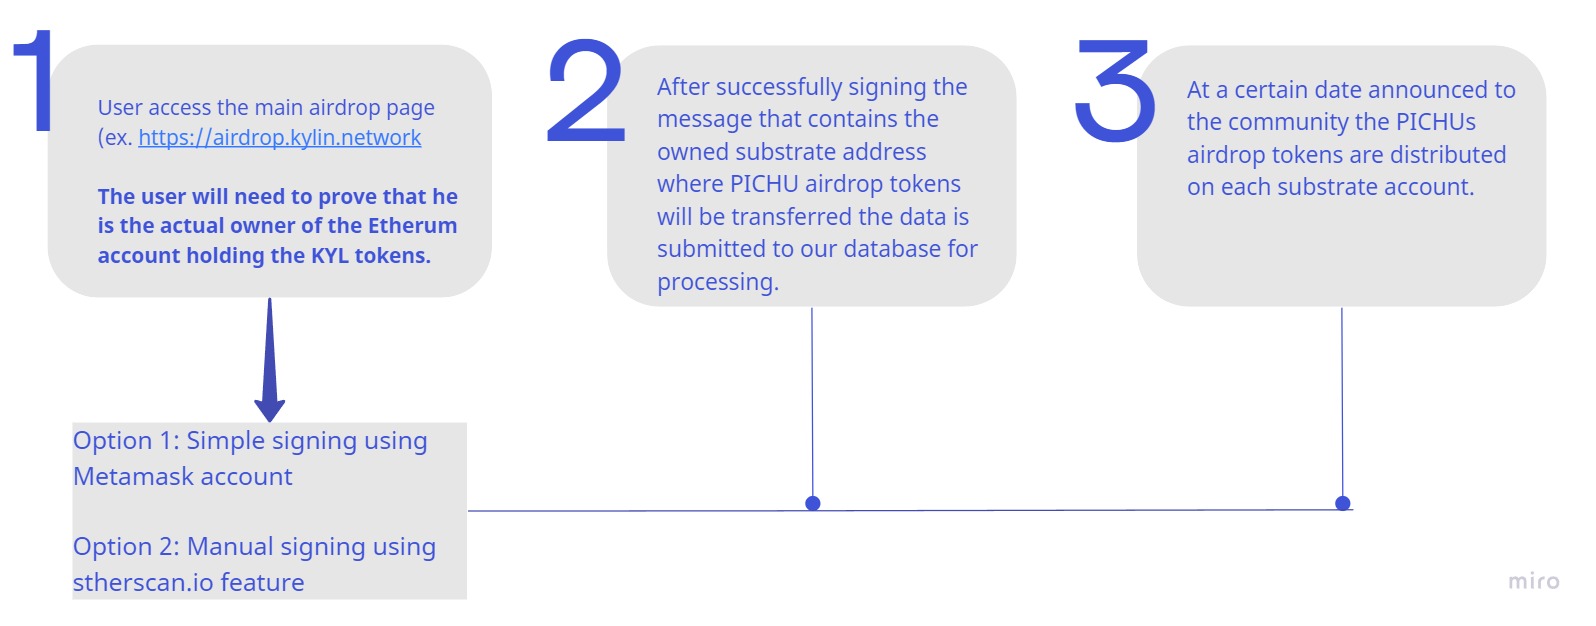 1
User access the main airdrop page
(ex. https://airdrop.kylin.network
The user will need to prove that he
is the actual owner of the Etherum
account holding the KYL tokens.
Option 1: Simple signing using
Metamask account
Option 2: Manual signing using
stherscan.io feature
2
After successfully signing the
message that contains the
owned substrate address
where PICHU airdrop tokens
will be transferred the data is
submitted to our database for
processing.
3
At a certain date announced to
the community the PICHUs
airdrop tokens are distributed
on each substrate account.
miro